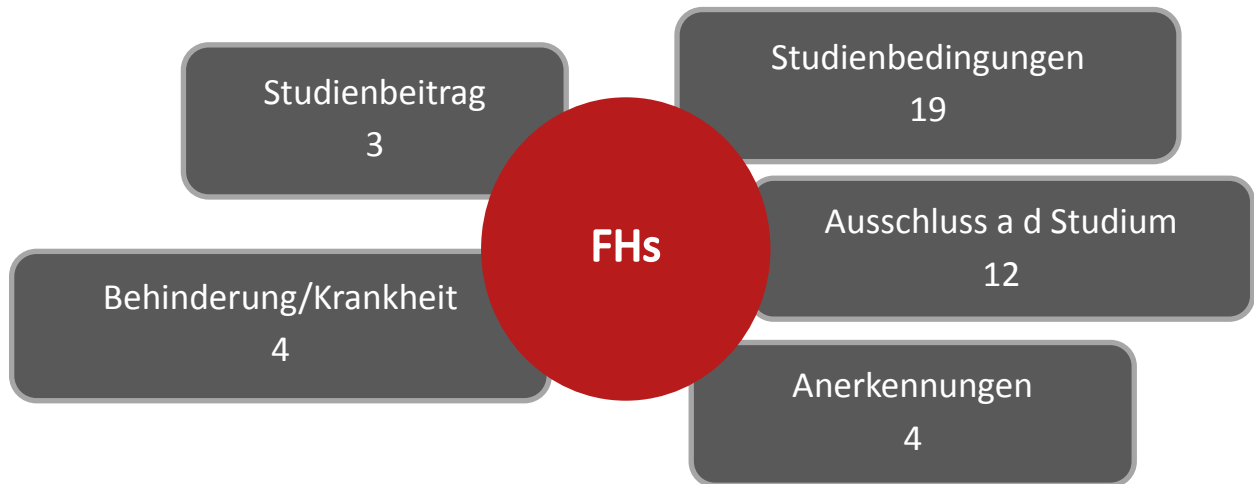 Studienbeitrag
3
Studienbedingungen
19
FHs
Ausschluss a d Studium
12
Behinderung/Krankheit
4
Anerkennungen
4